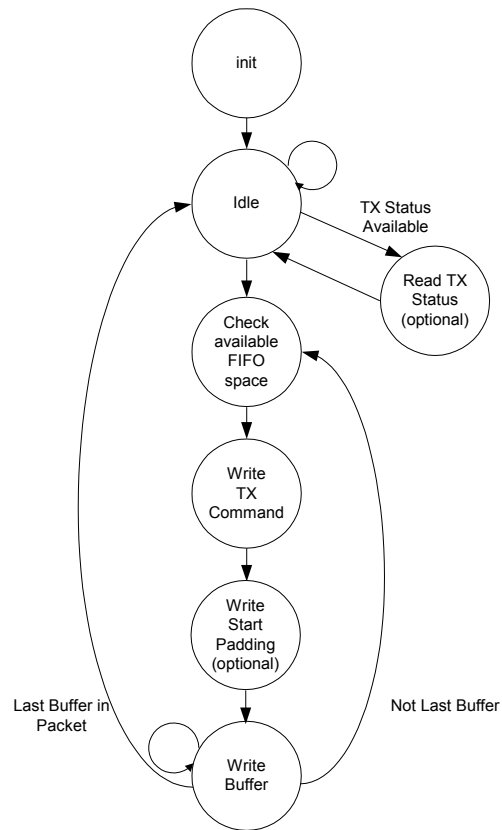 init
Idle
TX Status
Available
Read TX
Status
(optional)
Check
available
FIFO
space
Write
TX
Command
Write
Start
Padding
(optional)
Last Buffer in
Packet
Not Last Buffer
Write
Buffer